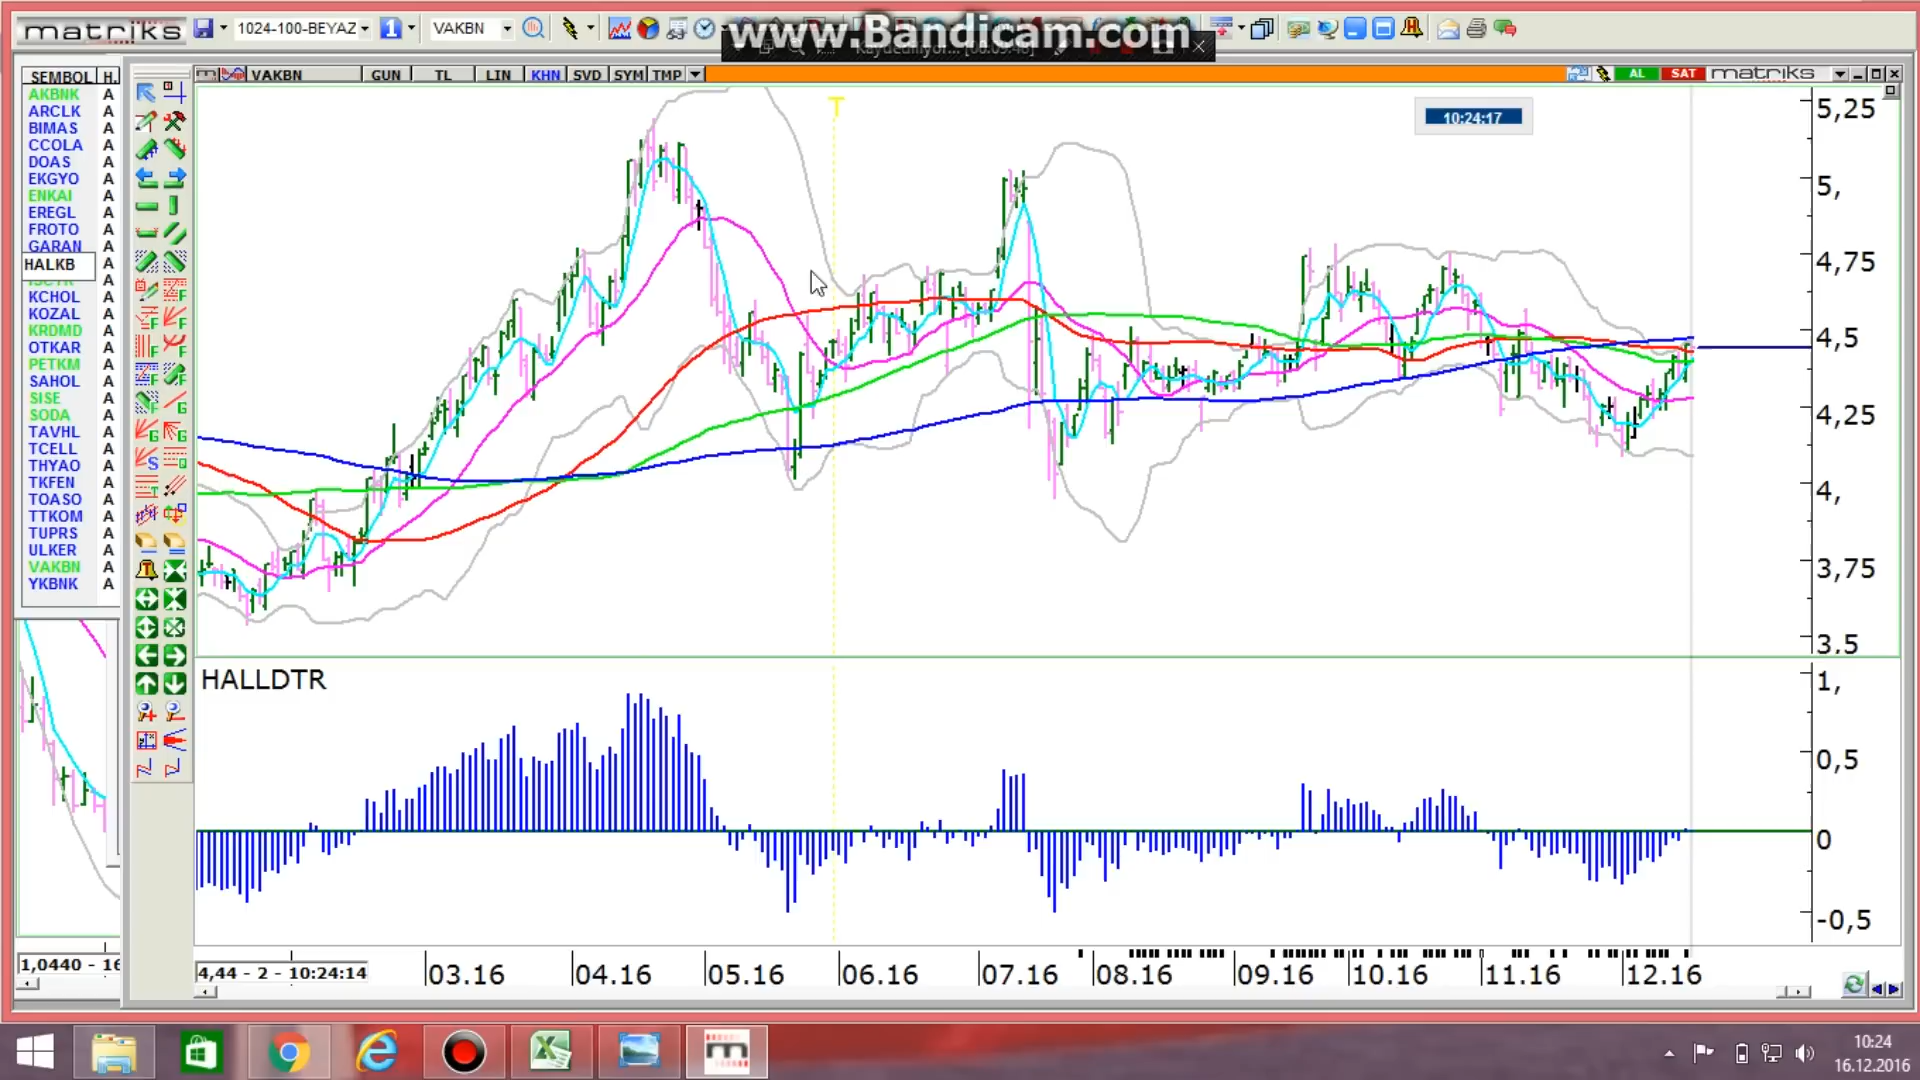 matriks 1024-100-BEYAZ 1 VAKBN
www.Bandicam.com
SEMBOL H.
AKBNK A
ARCLK A
BIMAS A
CCOLA A
DOAS A
EKGYO A
ENKAI A
EREGL A
FROTO A
GARAN A
HALKB A
ISCTR A
KCHOL A
KOZAL A
KRDMD A
OTKAR A
PETKM A
SAHOL A
SISE A
SODA A
TAVHL A
TCELL A
THYAO A
TKFEN A
TOASO A
TTKOM A
TUPRS A
ULKER A
VAKBN A
YKBNK A
1,0440 - 16
VAKBN GUN TL LIN KHN SVD SYM TMP AL SAT matriks
T
10:24:17
5,25
5,
4,75
4,5
4,25
4,
3,75
3,5
HALLDTR
1,
0,5
0
-0,5
4,44 - 2 - 10:24:14 03.16 04.16 05.16 06.16 07.16 08.16 09.16 10.16 11.16 12.16
10:24
16.12.2016